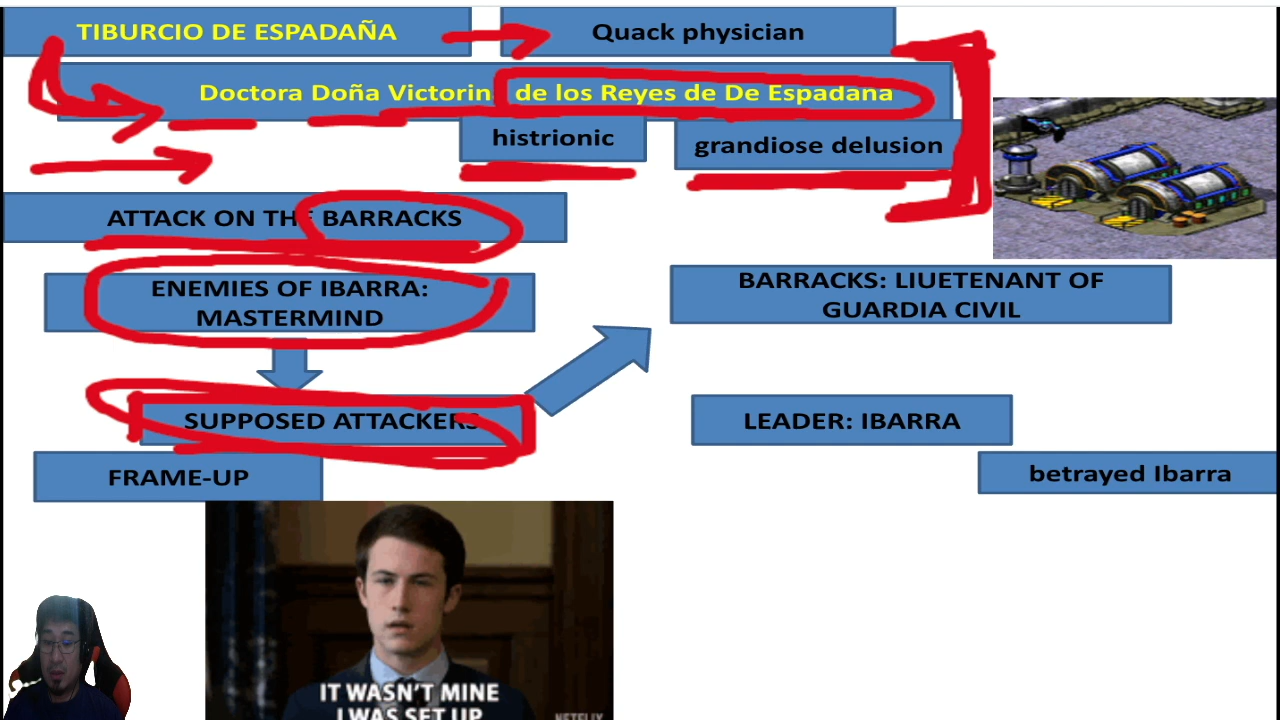 TIBURCIO DE ESPADAÑA
Quack physician
Doctora Doña Victorin de los Reyes de De Espadana
histrionic
grandiose delusion
ATTACK ON THE BARRACKS
ENEMIES OF IBARRA:
MASTERMIND
BARRACKS: LIUETENANT OF
GUARDIA CIVIL
SUPPOSED ATTACKERS
LEADER: IBARRA
FRAME-UP
betrayed Ibarra
IT WASN'T MINE
I WAS SET UP
NETFLIX